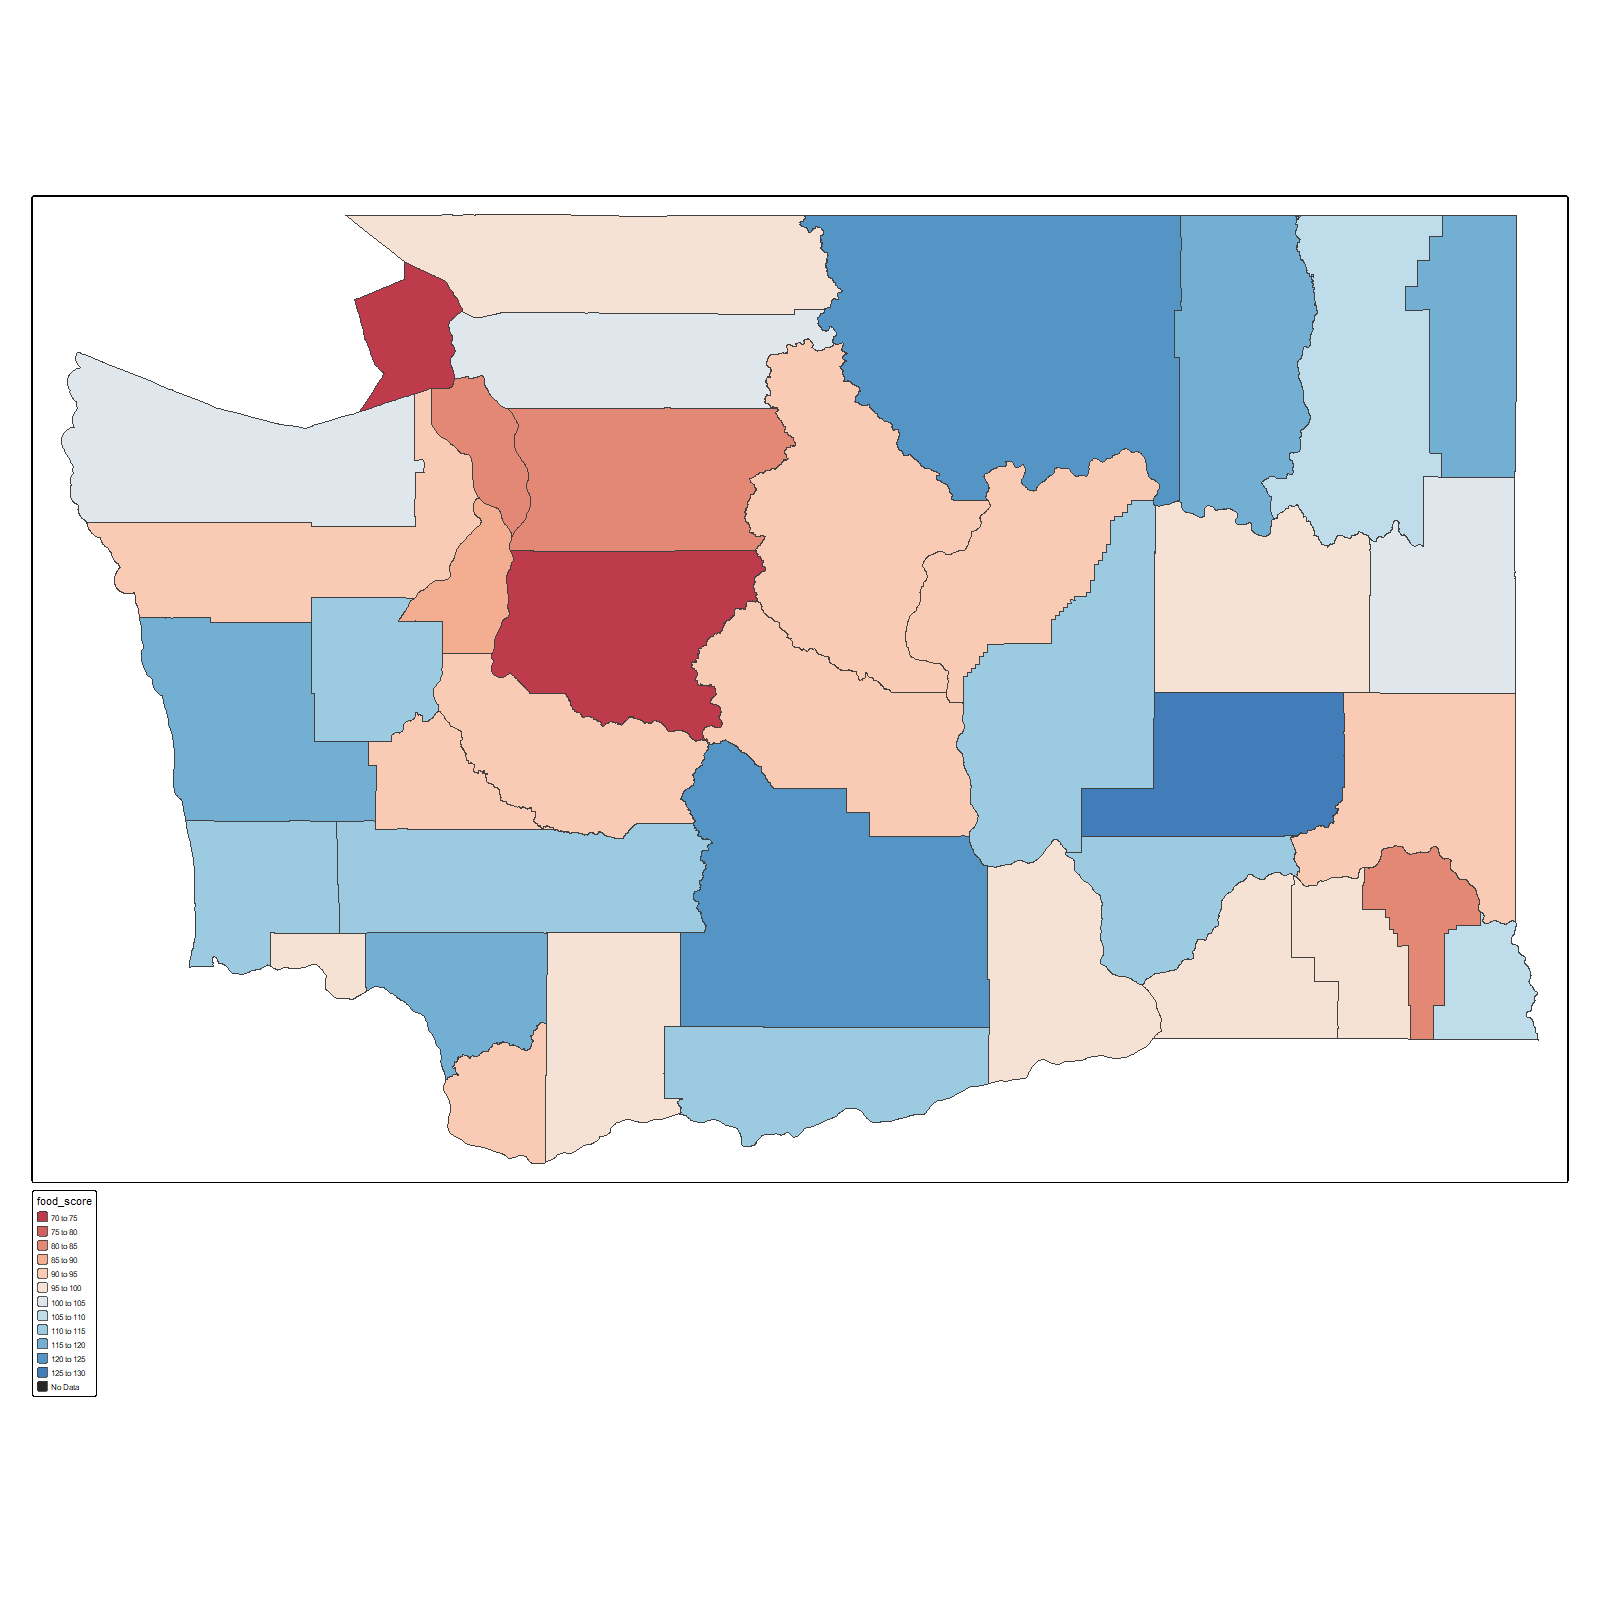 food_score
70 to 75
75 to 80
80 to 85
85 to 90
90 to 95
95 to 100
100 to 105
105 to 110
110 to 115
115 to 120
120 to 125
125 to 130
No Data